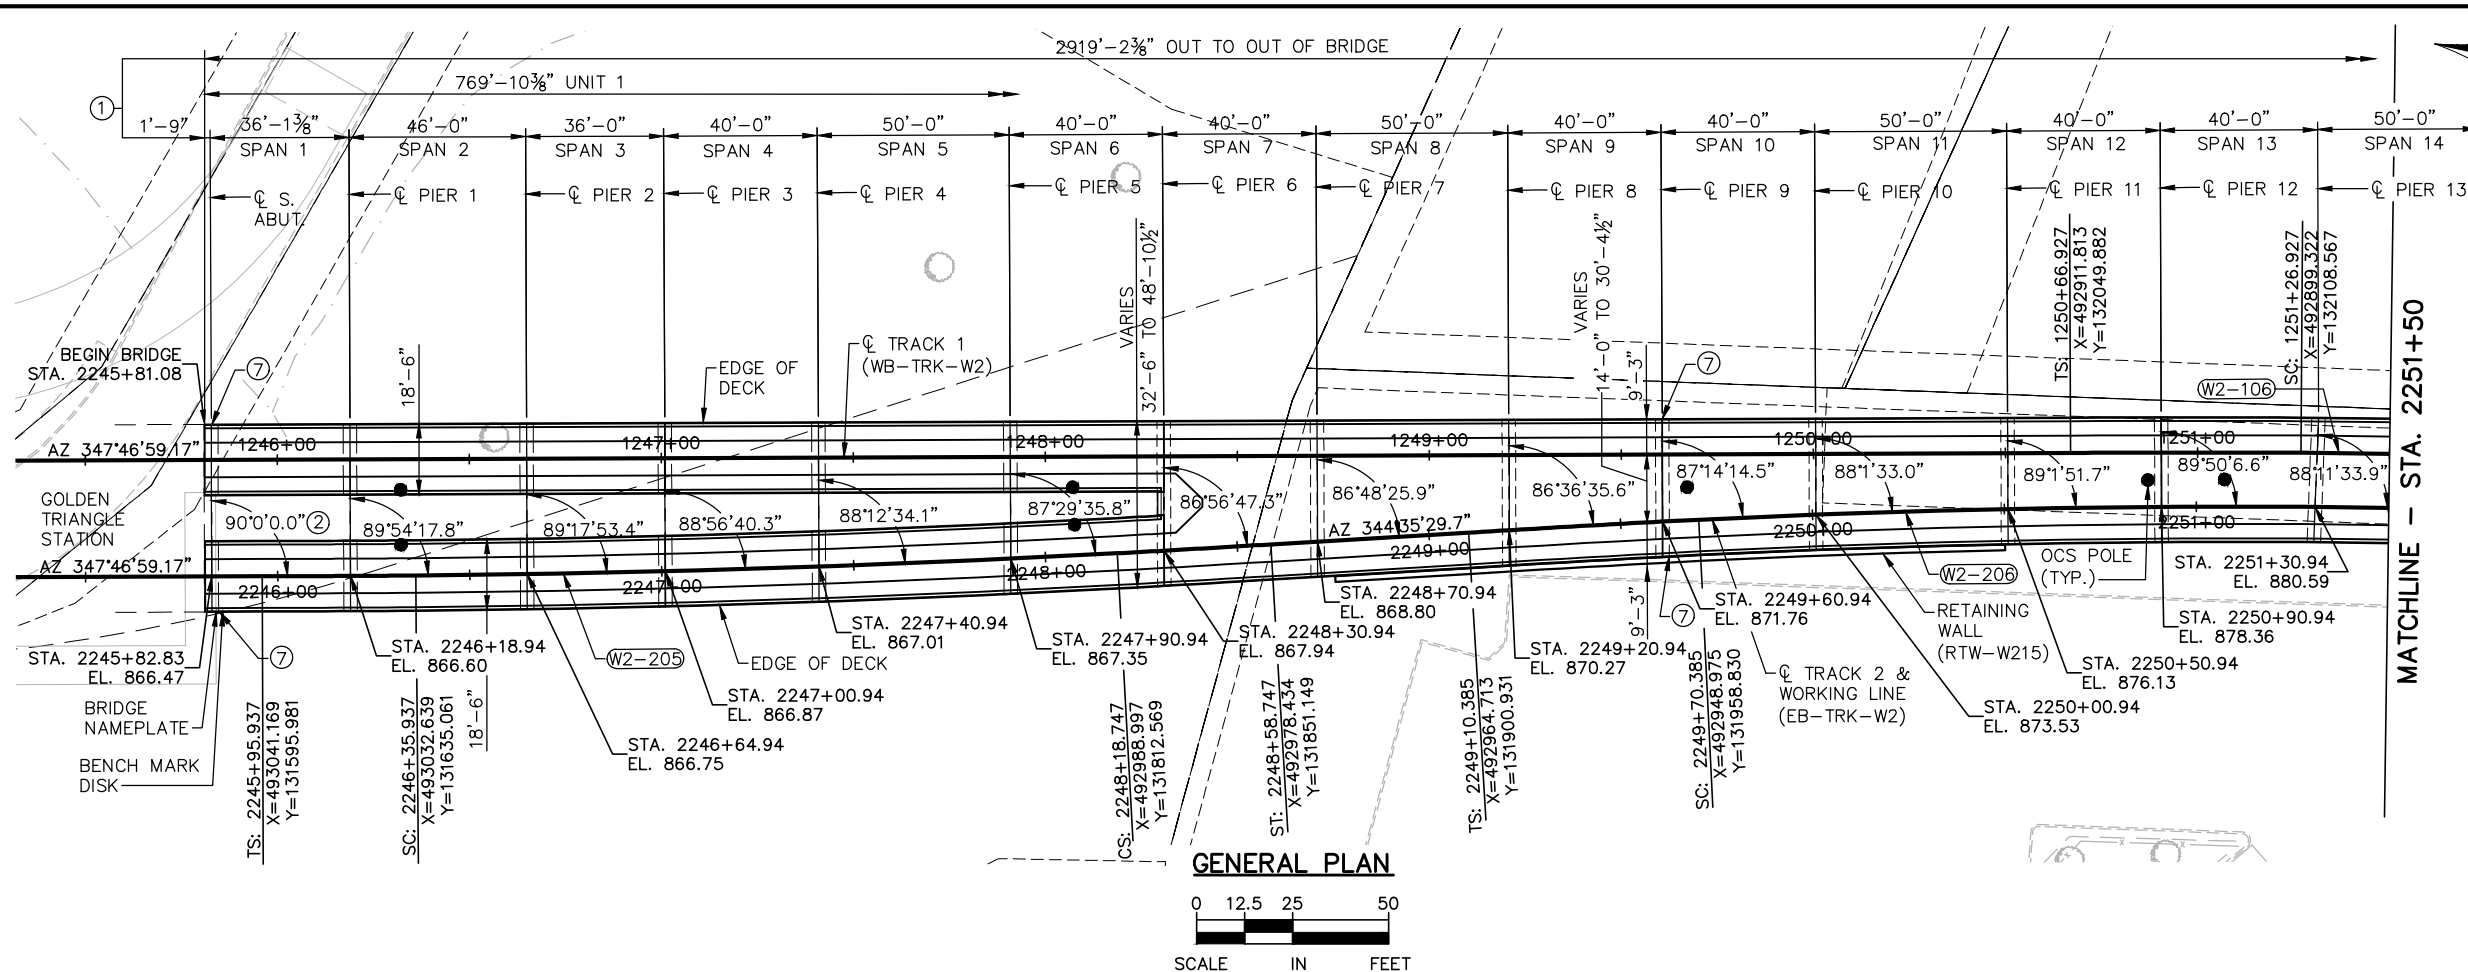 2919'-2⅜" OUT TO OUT OF BRIDGE
769'-10⅜" UNIT 1
1
1'-9"
36'-1⅜"
SPAN 1
46'-0"
SPAN 2
36'-0"
SPAN 3
40'-0"
SPAN 4
50'-0"
SPAN 5
40'-0"
SPAN 6
40'-0"
SPAN 7
50'-0"
SPAN 8
40'-0"
SPAN 9
40'-0"
SPAN 10
50'-0"
SPAN 11
40'-0"
SPAN 12
40'-0"
SPAN 13
50'-0"
SPAN 14
℄ S.
ABUT.
℄ PIER 1
℄ PIER 2
℄ PIER 3
℄ PIER 4
℄ PIER 5
℄ PIER 6
℄ PIER 7
℄ PIER 8
℄ PIER 9
℄ PIER 10
℄ PIER 11
℄ PIER 12
℄ PIER 13
BEGIN BRIDGE
STA. 2245+81.08
7
18'-6"
EDGE OF
DECK
℄ TRACK 1
(WB-TRK-W2)
VARIES
32'-6" TO 48'-10½"
VARIES
14'-0" TO 30'-4½"
9'-3"
7
TS: 1250+66.927
X=492911.813
Y=132049.882
SC: 1251+26.927
X=492899.322
Y=132108.567
W2-106
MATCHLINE - STA. 2251+50
AZ 347°46'59.17"
1246+00
1247+00
1248+00
1249+00
1250+00
1251+00
GOLDEN
TRIANGLE
STATION
90°0'0.0"
2
89°54'17.8"
89°17'53.4"
88°56'40.3"
88°12'34.1"
87°29'35.8"
86°56'47.3"
86°48'25.9"
86°36'35.6"
87°14'14.5"
88°1'33.0"
89°1'51.7"
89°50'6.6"
88°11'33.9"
AZ 344°35'29.7"
AZ 347°46'59.17"
2246+00
2247+00
2248+00
2249+00
2250+00
2251+00
OCS POLE
(TYP.)
STA. 2251+30.94
EL. 880.59
STA. 2245+82.83
EL. 866.47
7
STA. 2246+18.94
EL. 866.60
W2-205
EDGE OF DECK
STA. 2247+40.94
EL. 867.01
STA. 2247+90.94
EL. 867.35
STA. 2248+30.94
EL. 867.94
STA. 2248+70.94
EL. 868.80
STA. 2249+20.94
EL. 870.27
9'-3"
7
STA. 2249+60.94
EL. 871.76
W2-206
RETAINING
WALL
(RTW-W215)
STA. 2250+90.94
EL. 878.36
STA. 2250+50.94
EL. 876.13
℄ TRACK 2 &
WORKING LINE
(EB-TRK-W2)
STA. 2250+00.94
EL. 873.53
BRIDGE
NAMEPLATE
BENCH MARK
DISK
TS: 2245+95.937
X=493041.169
Y=131595.981
SC: 2246+35.937
X=493032.639
Y=131635.061
18'-6"
STA. 2246+64.94
EL. 866.75
STA. 2247+00.94
EL. 866.87
CS: 2248+18.747
X=492988.997
Y=131812.569
ST: 2248+58.747
X=492978.434
Y=131851.149
TS: 2249+10.385
X=492964.713
Y=131900.931
SC: 2249+70.385
X=492948.975
Y=131958.830
GENERAL PLAN
0 12.5 25 50
SCALE IN FEET